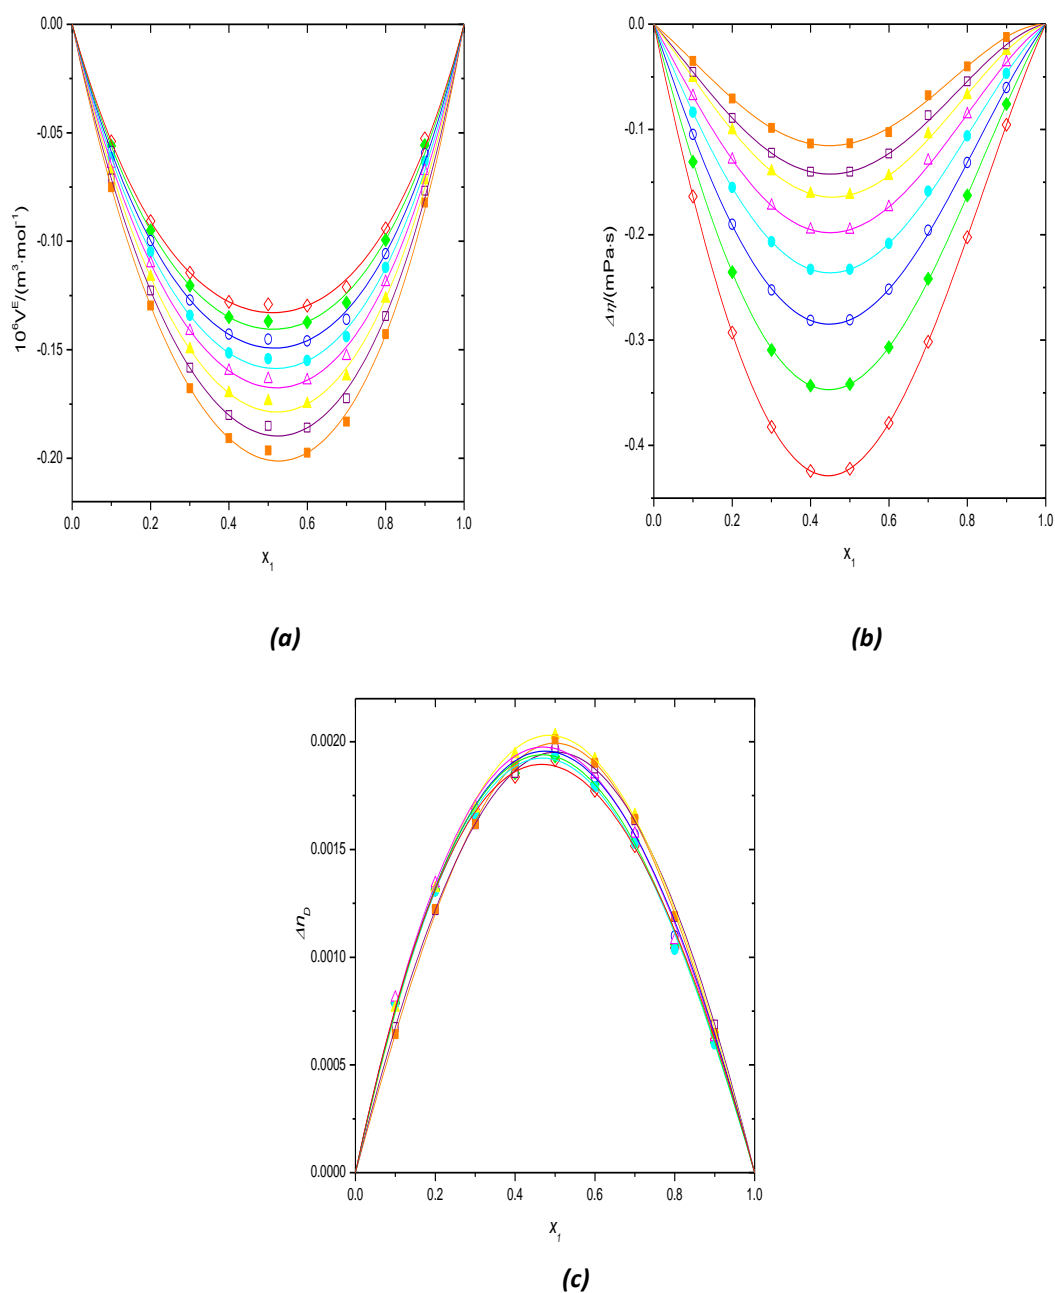 0.00
-0.05
-0.10
-0.15
-0.20
0.0 0.2 0.4 0.6 0.8 1.0
10⁶Vᴱ/(m³·mol⁻¹)
x₁
(a)
0.0
-0.1
-0.2
-0.3
-0.4
0.0 0.2 0.4 0.6 0.8 1.0
Δη/(mPa·s)
x₁
(b)
0.0020
0.0015
0.0010
0.0005
0.0000
0.0 0.2 0.4 0.6 0.8 1.0
Δn_D
x₁
(c)